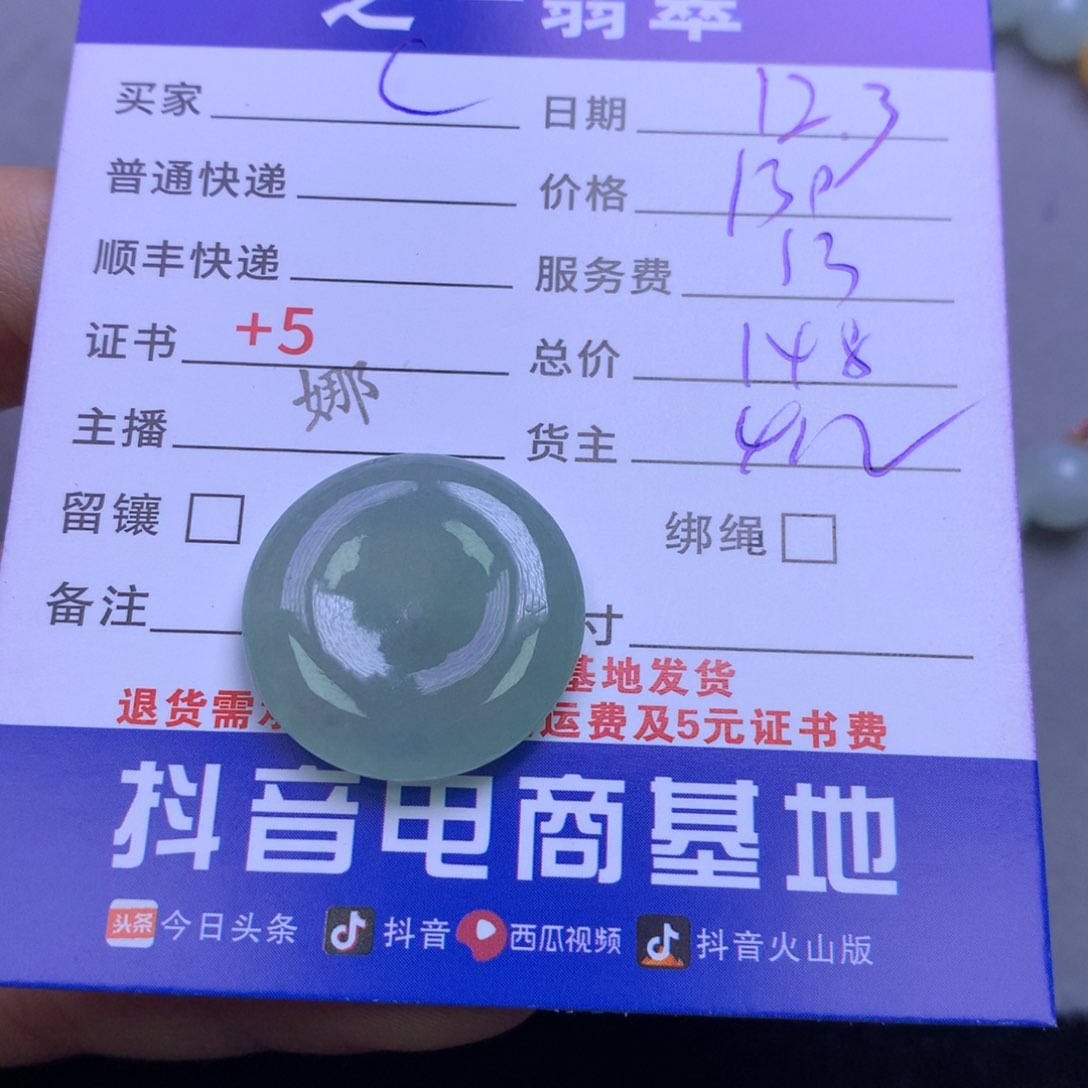 之一翡翠
买家 C 日期 12.3
普通快递 价格 130
顺丰快递 服务费 13
证书 +5 总价 148
主播 娜 货主
留镶 绑绳
备注 寸
基地发货
退货需 运费及5元证书费
抖音电商基地
头条 今日头条 抖音 西瓜视频 抖音火山版